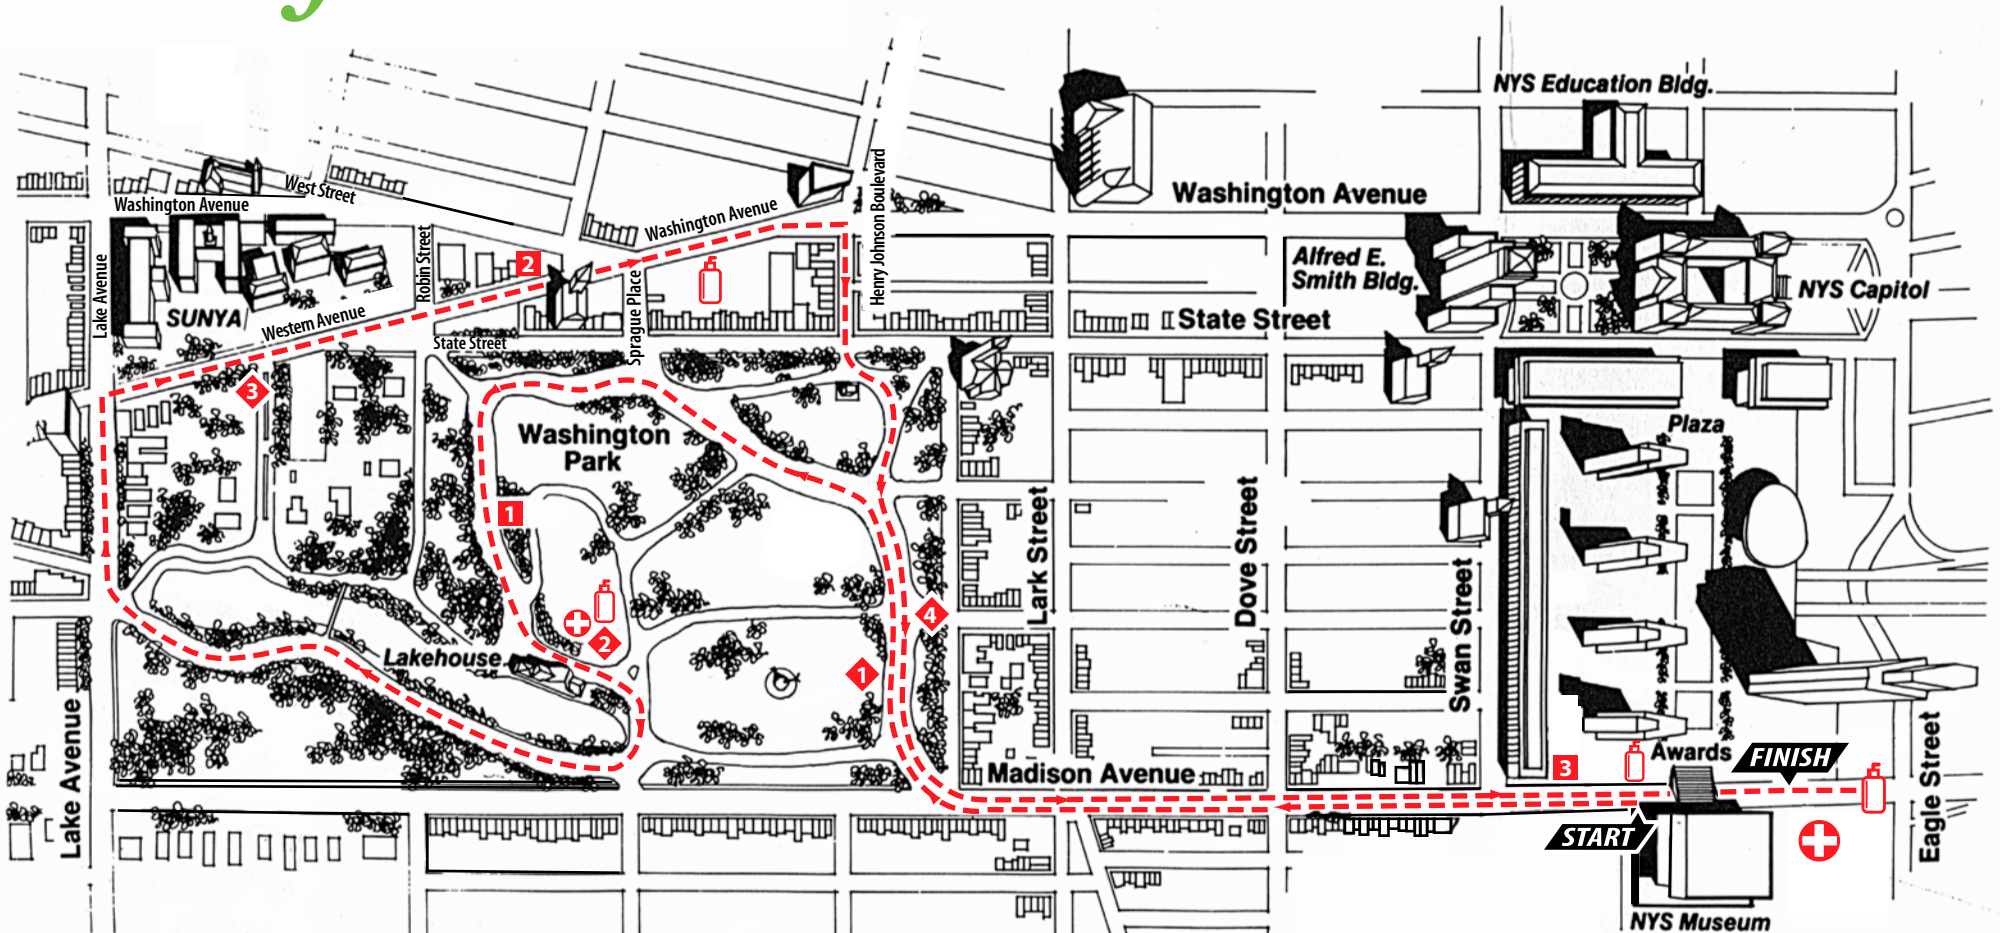 NYS Education Bldg.
West Street
Washington Avenue
Washington Avenue
Washington Avenue
Henry Johnson Boulevard
Robin Street
Lake Avenue
Alfred E.
Smith Bldg.
NYS Capitol
2
SUNYA
Western Avenue
Sprague Place
State Street
State Street
3
Plaza
Washington
Park
1
Lark Street
Dove Street
Swan Street
4
2
Lakehouse
1
Lake Avenue
Eagle Street
Madison Avenue
3
Awards
FINISH
START
NYS Museum